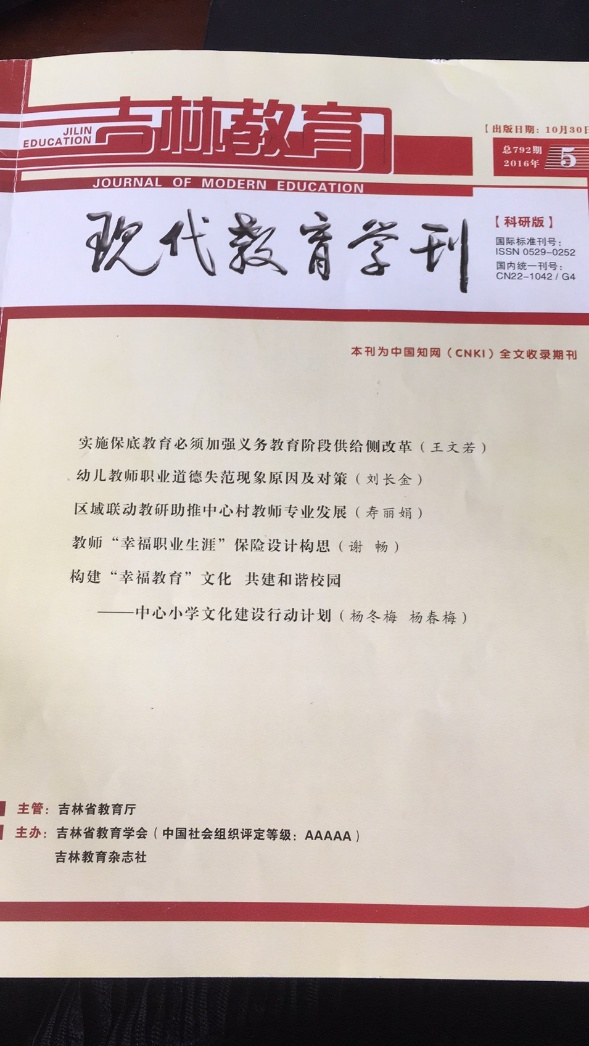 JILIN
EDUCATION
吉林教育
【出版日期：10月30日
总792期
2016年
5
JOURNAL OF MODERN EDUCATION
现代教育学刊
【科研版】
国际标准刊号：
ISSN 0529-0252
国内统一刊号：
CN22-1042 / G4
本刊为中国知网（CNKI）全文收录期刊
实施保底教育必须加强义务教育阶段供给侧改革（王文若）
幼儿教师职业道德失范现象原因及对策（刘长金）
区域联动教研助推中心村教师专业发展（寿丽娟）
教师“幸福职业生涯”保险设计构思（谢 畅）
构建“幸福教育”文化 共建和谐校园
——中心小学文化建设行动计划（杨冬梅 杨春梅）
主管：吉林省教育厅
主办：吉林省教育学会（中国社会组织评定等级：AAAAA）
吉林教育杂志社